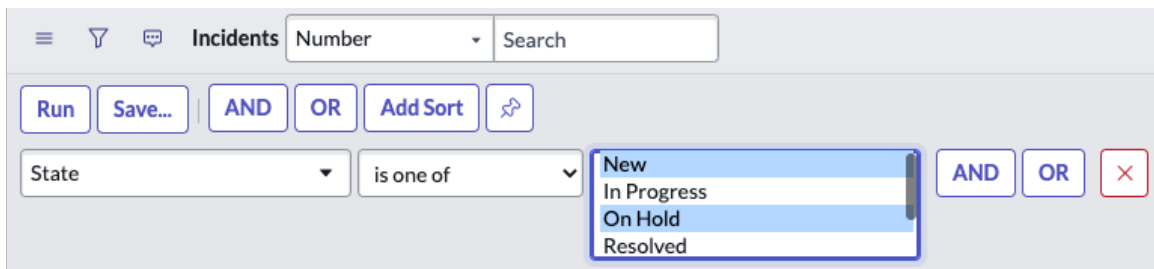 Incidents Number Search
Run Save... AND OR Add Sort
State is one of New AND OR
In Progress
On Hold
Resolved